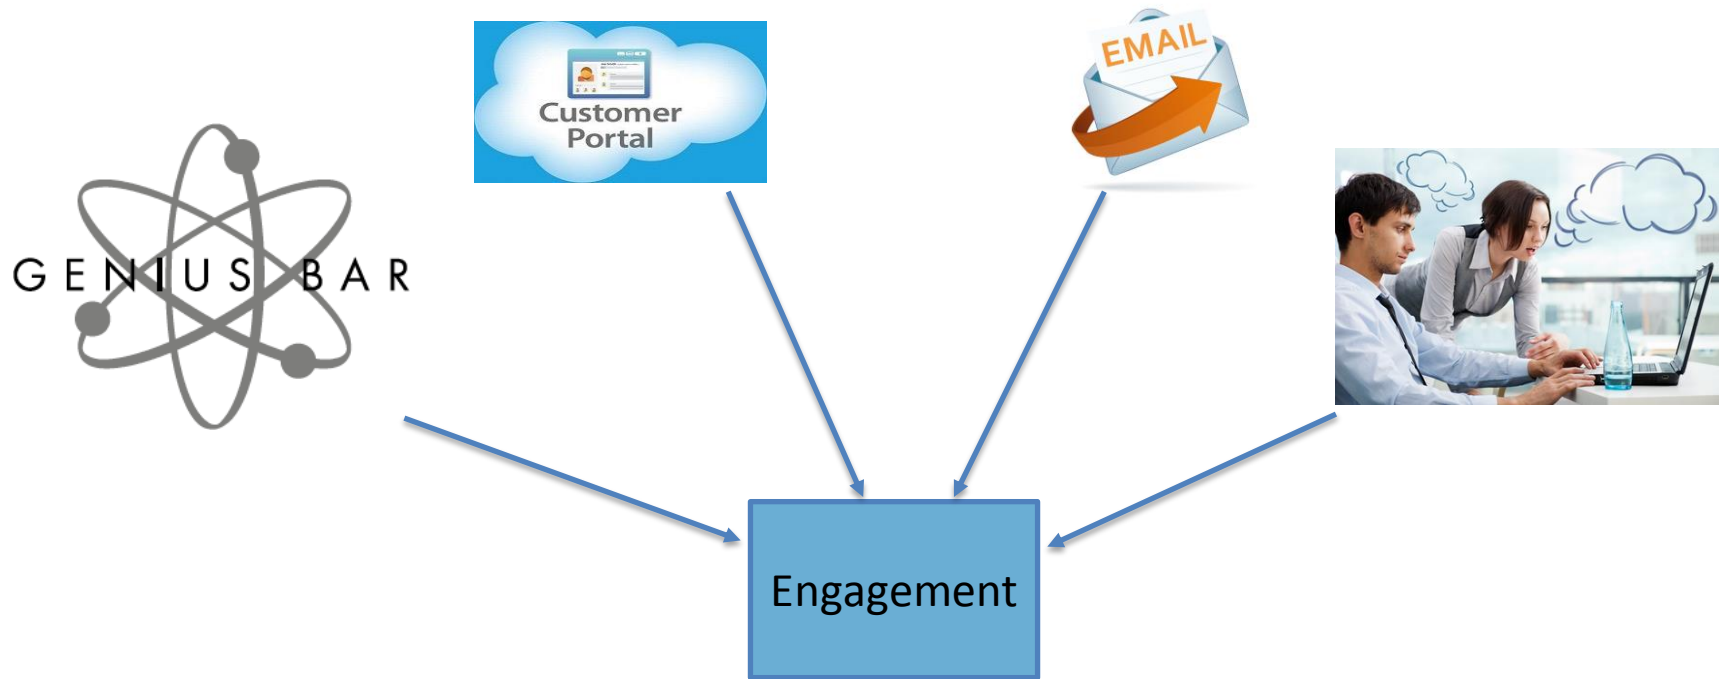 Customer
Portal
EMAIL
GENIUS BAR
Engagement